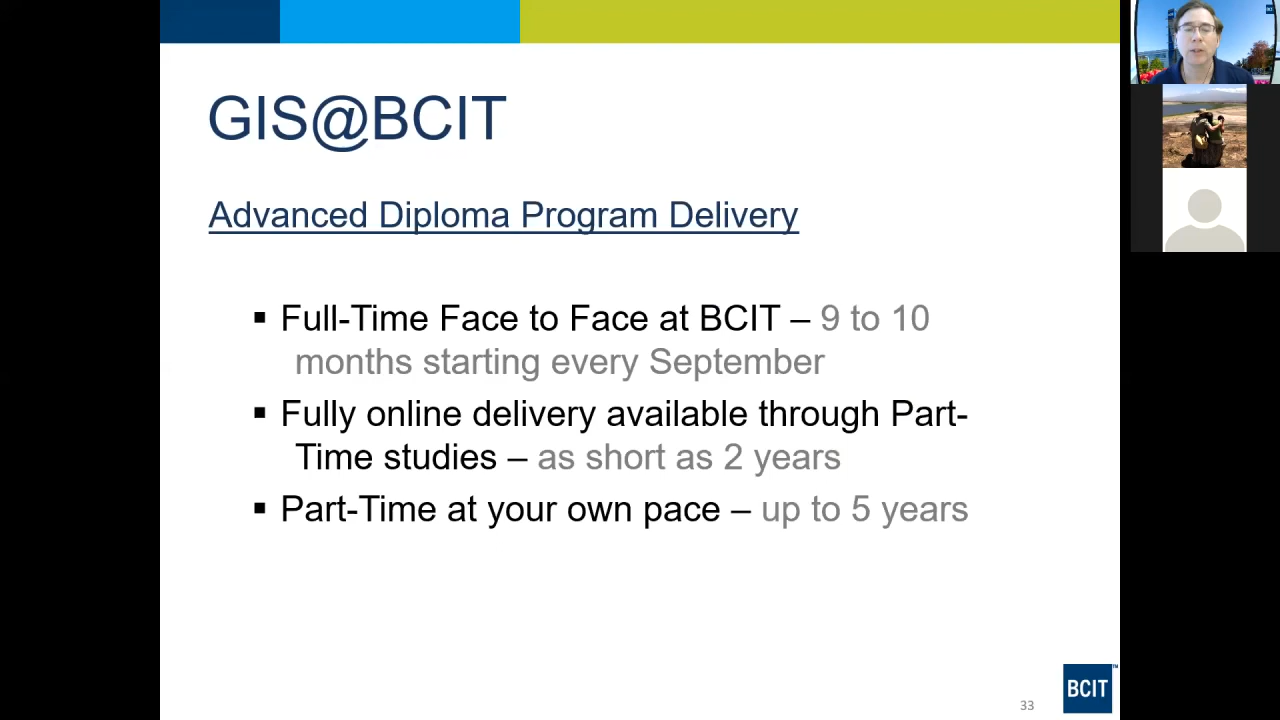 GIS@BCIT
Advanced Diploma Program Delivery
▪ Full-Time Face to Face at BCIT – 9 to 10
months starting every September
▪ Fully online delivery available through Part-
Time studies – as short as 2 years
▪ Part-Time at your own pace – up to 5 years
33
BCIT™